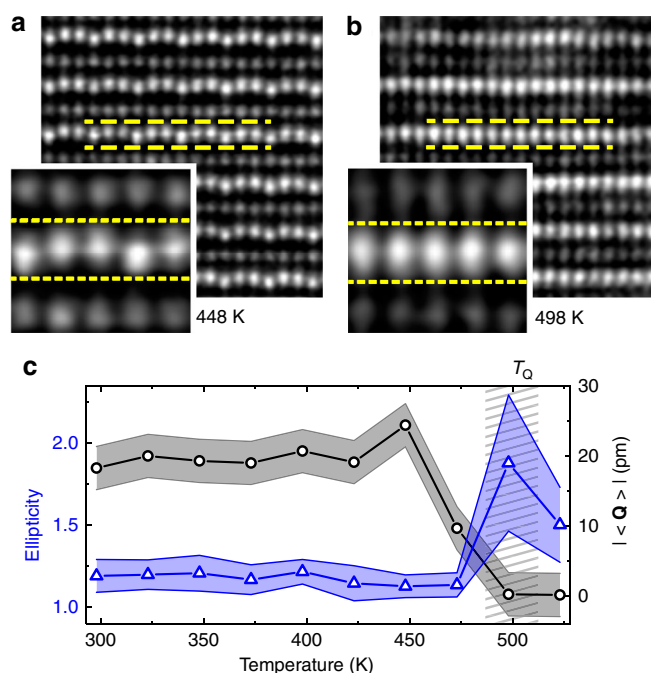 a
b
448 K
498 K
c
T_Q
30
2.0
20
1.5
10
1.0
0
Ellipticity
| < Q > | (pm)
300 350 400 450 500
Temperature (K)